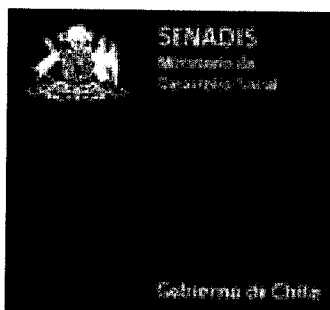 SENADIS
Ministerio de
Desarrollo Social
Gobierno de Chile